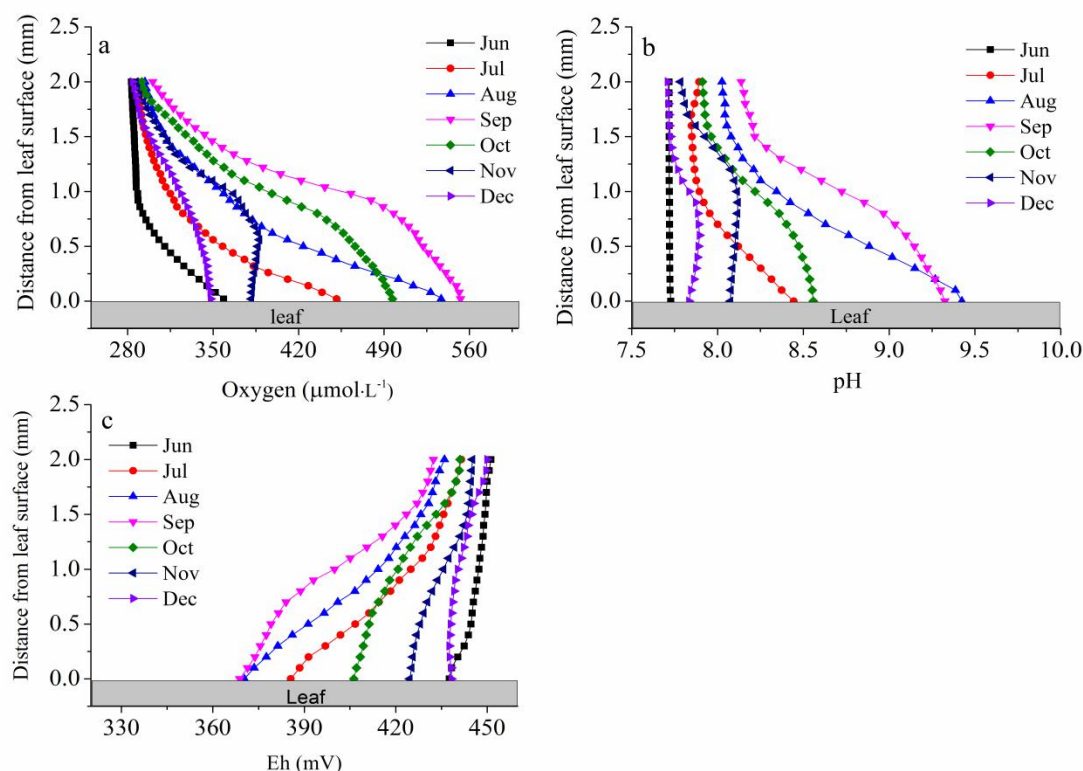 a
Distance from leaf surface (mm)
2.5
2.0
1.5
1.0
0.5
0.0
Jun
Jul
Aug
Sep
Oct
Nov
Dec
leaf
280 350 420 490 560
Oxygen (μmol·L⁻¹)
b
Distance from leaf surface (mm)
2.5
2.0
1.5
1.0
0.5
0.0
Jun
Jul
Aug
Sep
Oct
Nov
Dec
Leaf
7.5 8.0 8.5 9.0 9.5 10.0
pH
c
Distance from leaf surface (mm)
2.5
2.0
1.5
1.0
0.5
0.0
Jun
Jul
Aug
Sep
Oct
Nov
Dec
Leaf
330 360 390 420 450
Eh (mV)